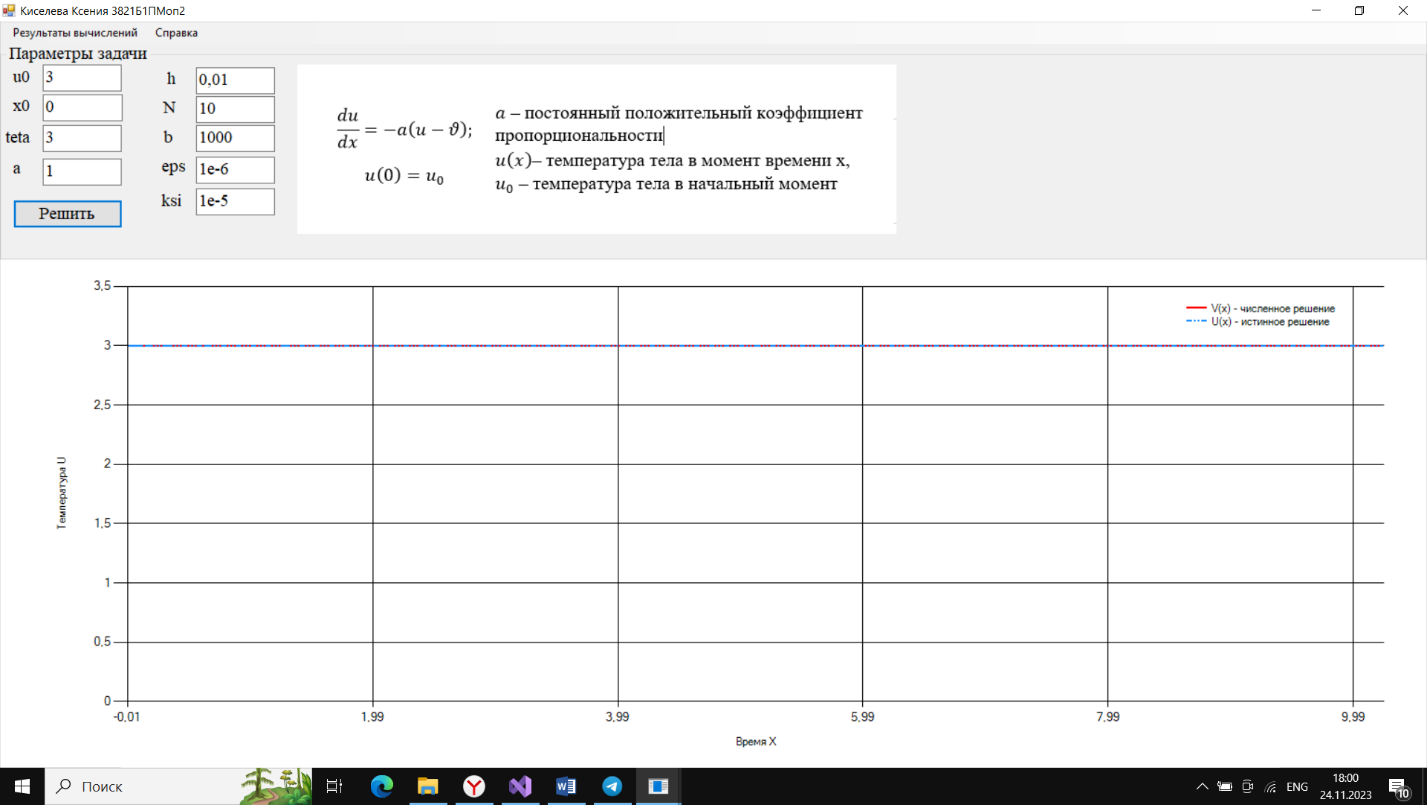 Киселева Ксения 3821Б1ПМоп2
Результаты вычислений Справка
Параметры задачи
u0 3 h 0,01
x0 0 N 10
teta 3 b 1000
a 1 eps 1e-6
ksi 1e-5
Решить
du/dx = −a(u − ϑ);
u(0) = u₀
a – постоянный положительный коэффициент
пропорциональности
u(x)– температура тела в момент времени x,
u₀ – температура тела в начальный момент
V(x) - численное решение
U(x) - истинное решение
3,5
3
2,5
2
1,5
1
0,5
0
Температура U
-0,01 1,99 3,99 5,99 7,99 9,99
Время X
Поиск
ENG
18:00
24.11.2023
10